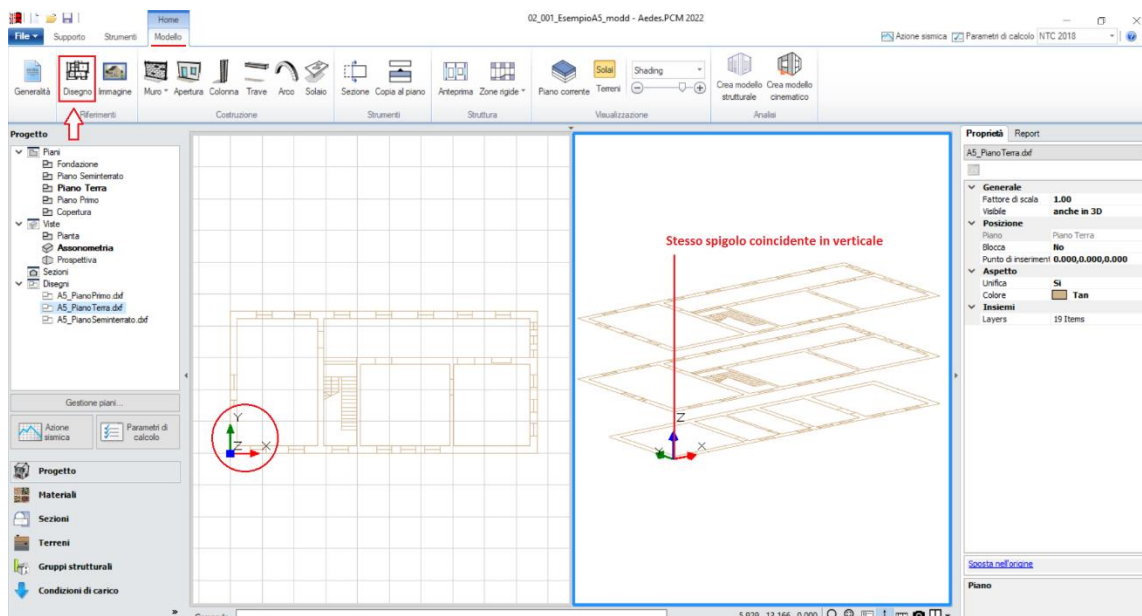 02_001_EsempioA5_modd - Aedes.PCM 2022
Home
File Supporto Strumenti Modello
Azione sismica Parametri di calcolo NTC 2018
Generalità Disegno Immagine Muro Apertura Colonna Trave Arco Solaio Sezione Copia al piano Anteprima Zone rigide Piano corrente Solai Terreni Shading Crea modello strutturale Crea modello cinematico
Riferimenti Costruzione Strumenti Struttura Visualizzazione Analisi
Progetto
Piani
Fondazione
Piano Seminterrato
Piano Terra
Piano Primo
Copertura
Viste
Pianta
Assonometria
Prospettiva
Sezioni
Disegni
A5_PianoPrimo.dxf
A5_PianoTerra.dxf
A5_PianoSeminterrato.dxf
Gestione piani...
Azione sismica
Parametri di calcolo
Progetto
Materiali
Sezioni
Terreni
Gruppi strutturali
Condizioni di carico
Y
Z
X
Stesso spigolo coincidente in verticale
Z
X
Proprietà Report
A5_PianoTerra.dxf
Generale
Fattore di scala 1.00
Visibile anche in 3D
Posizione
Piano Piano Terra
Blocca No
Punto di inseriment 0.000,0.000,0.000
Aspetto
Unifica Sì
Colore Tan
Insiemi
Layers 19 Items
Sposta nell'origine
Piano